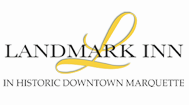 LANDMARK INN
L
IN HISTORIC DOWNTOWN MARQUETTE